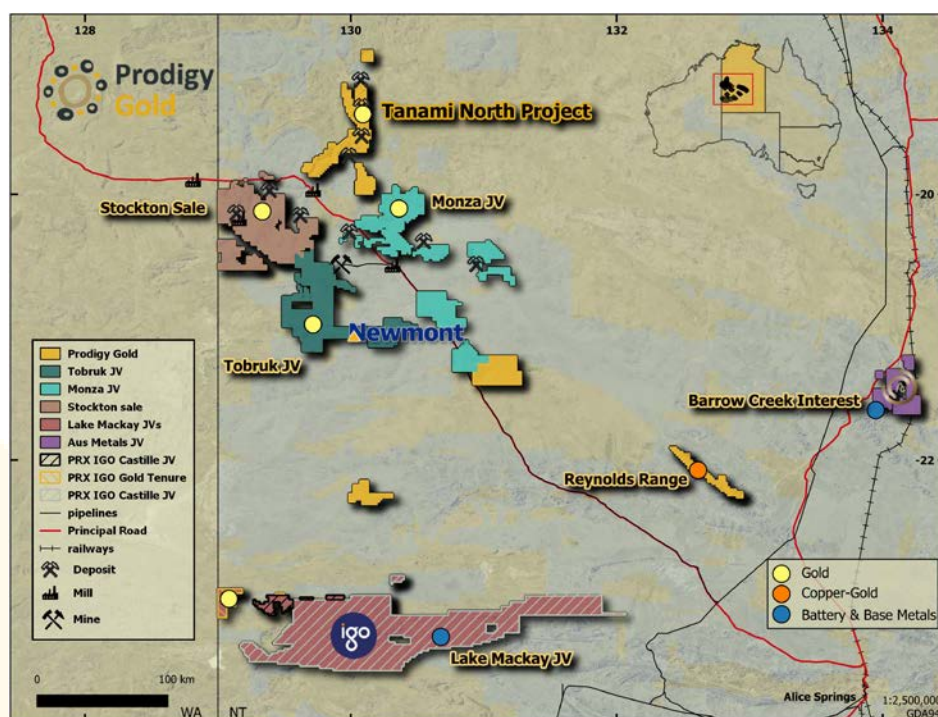 128
130
132
134
Prodigy
Gold
Tanami North Project
Stockton Sale
Monza JV
-20
Newmont
Tobruk JV
Barrow Creek Interest
-22
Reynolds Range
Prodigy Gold
Tobruk JV
Monza JV
Stockton sale
Lake Mackay JVs
Aus Metals JV
PRX IGO Castille JV
PRX IGO Gold Tenure
PRX IGO Castille JV
pipelines
Principal Road
railways
Deposit
Mill
Mine
Gold
Copper-Gold
Battery & Base Metals
igo
Lake Mackay JV
0
100 km
WA
NT
Alice Springs
1:2,500,000
GDA94